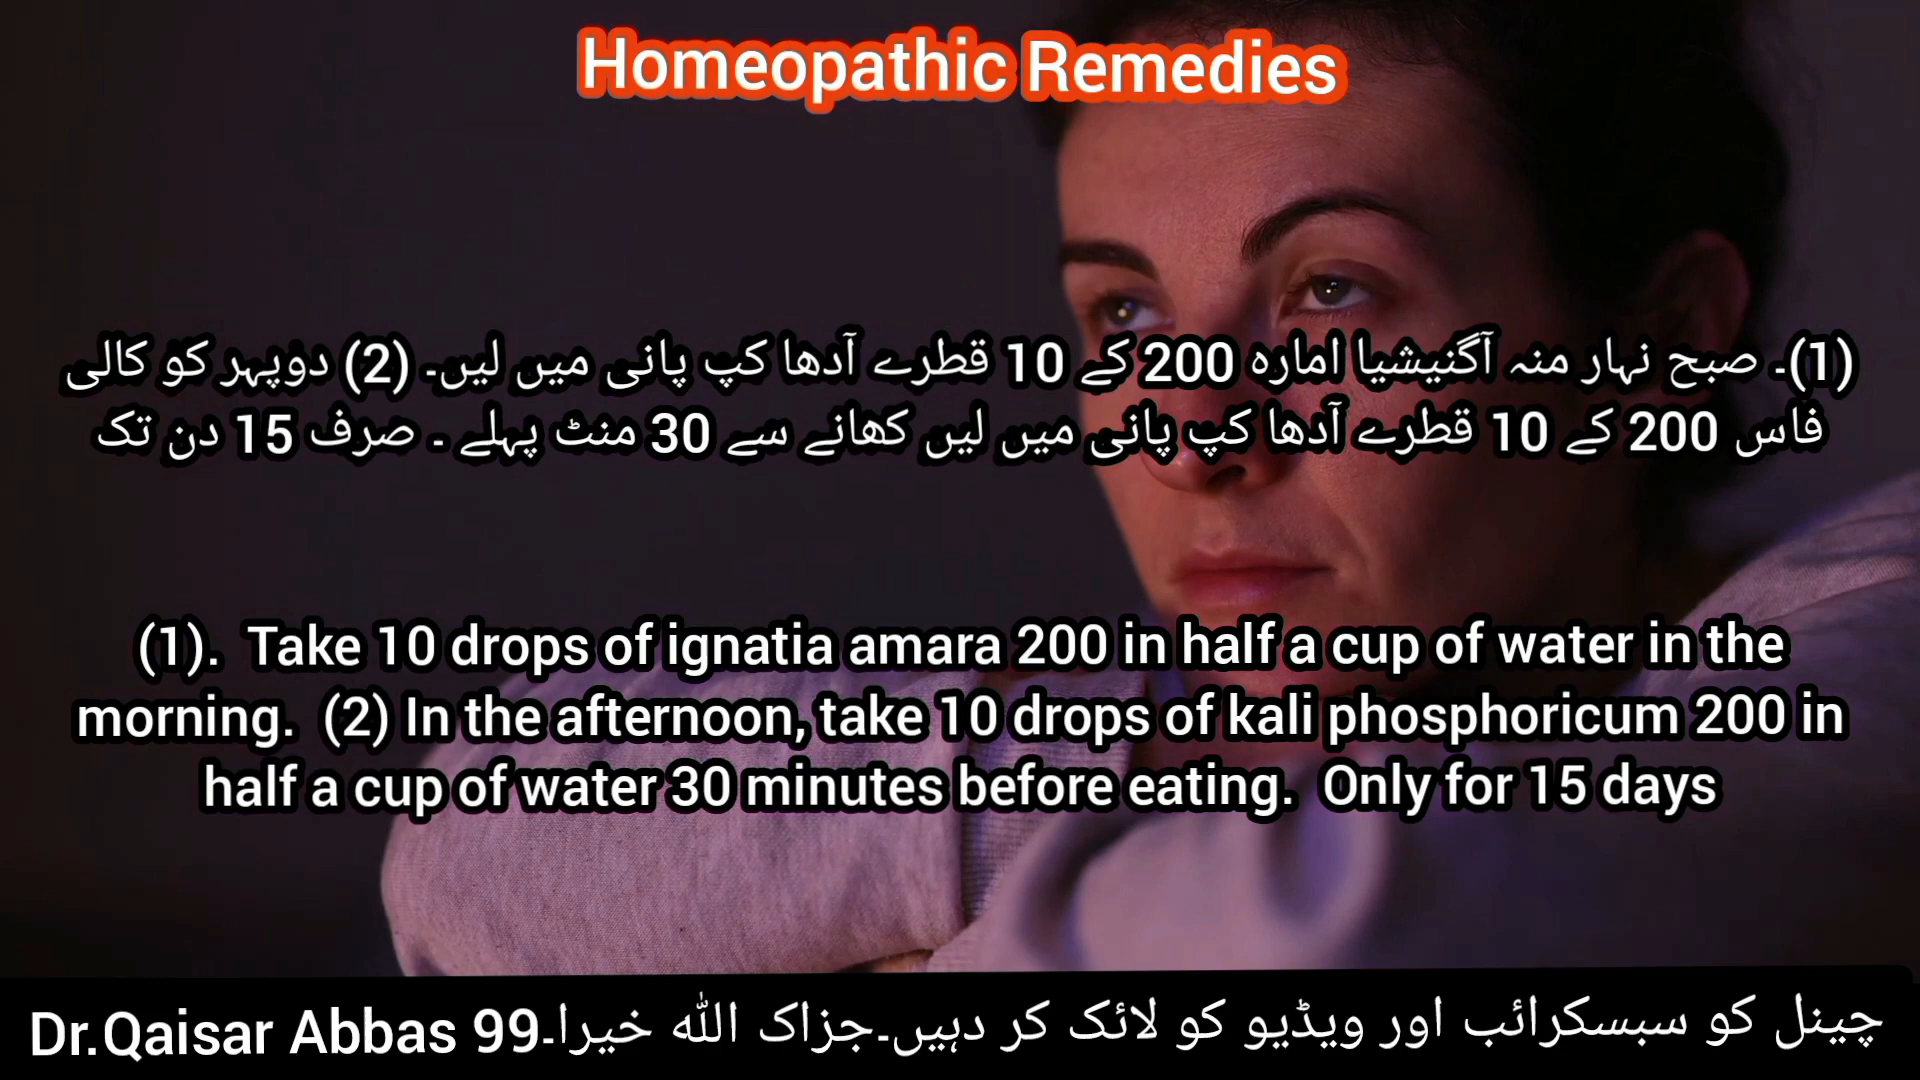 Homeopathic Remedies
(1)۔ صبح نہار منہ آگنیشیا امارہ 200 کے 10 قطرے آدھا کپ پانی میں لیں۔ (2) دوپہر کو کالی
فاس 200 کے 10 قطرے آدھا کپ پانی میں لیں کھانے سے 30 منٹ پہلے ۔ صرف 15 دن تک
(1). Take 10 drops of ignatia amara 200 in half a cup of water in the
morning. (2) In the afternoon, take 10 drops of kali phosphoricum 200 in
half a cup of water 30 minutes before eating. Only for 15 days
چینل کو سبسکرائب اور ویڈیو کو لائک کر دہیں۔جزاک اللہ خیرا۔Dr.Qaisar Abbas 99